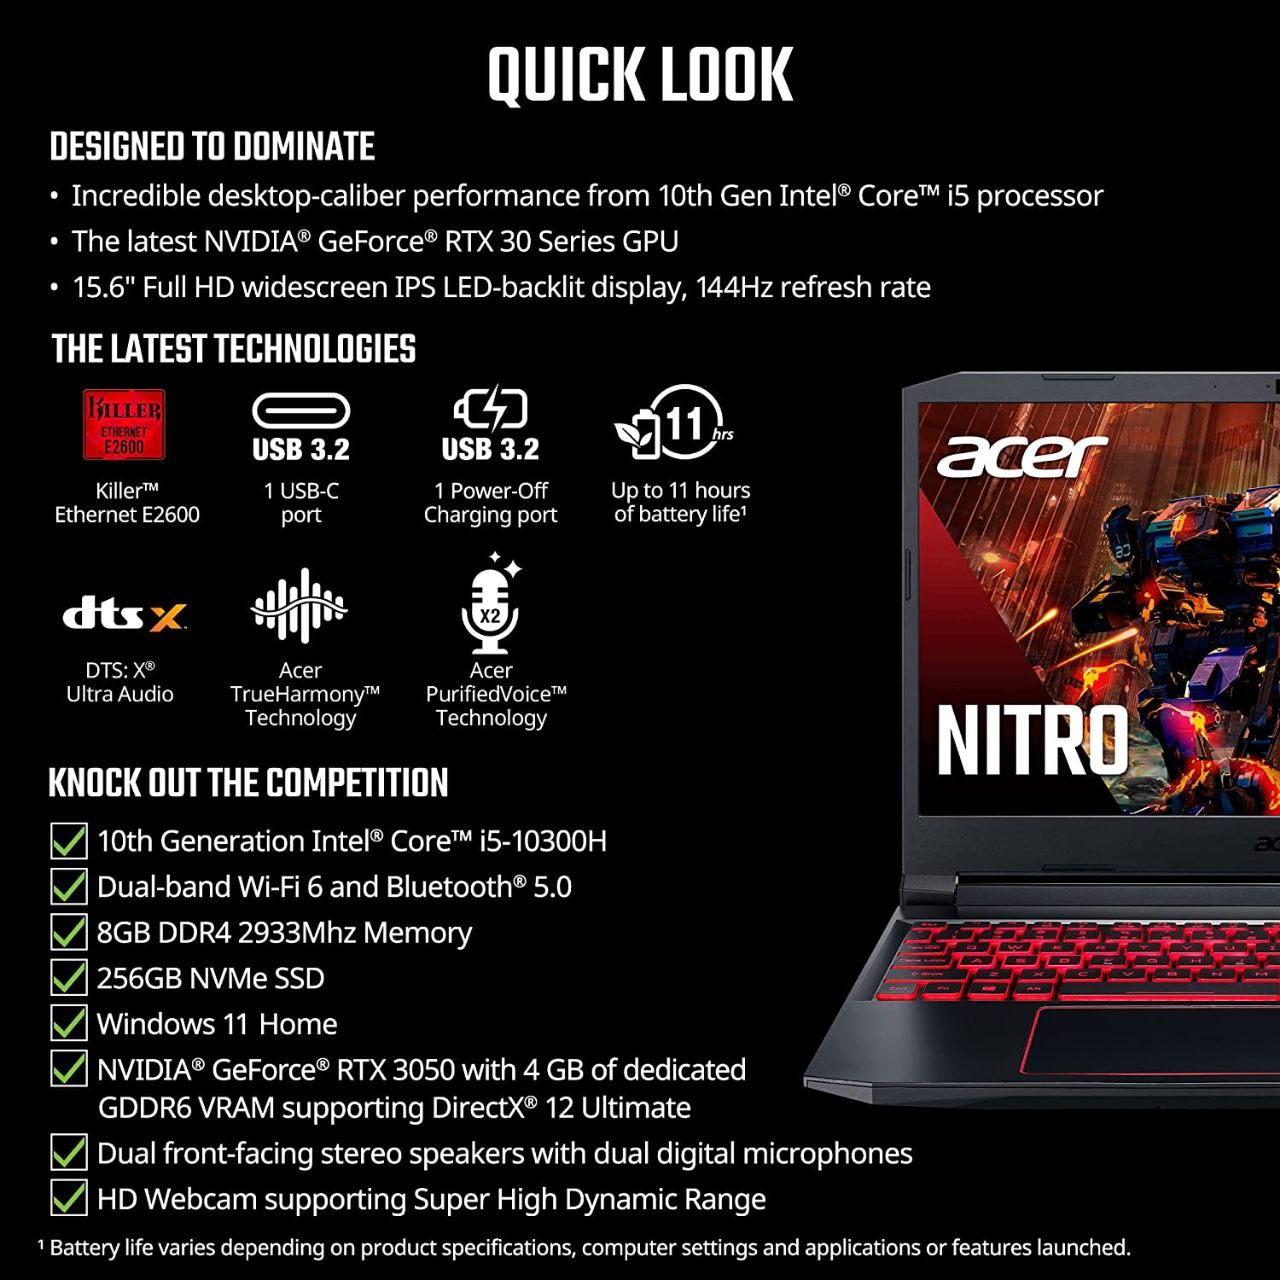 QUICK LOOK
DESIGNED TO DOMINATE
• Incredible desktop-caliber performance from 10th Gen Intel® Core™ i5 processor
• The latest NVIDIA® GeForce® RTX 30 Series GPU
• 15.6" Full HD widescreen IPS LED-backlit display, 144Hz refresh rate
THE LATEST TECHNOLOGIES
KILLER
ETHERNET
E2600
Killer™
Ethernet E2600
USB 3.2
1 USB-C
port
USB 3.2
1 Power-Off
Charging port
11 hrs
Up to 11 hours
of battery life¹
dts x
DTS: X®
Ultra Audio
Acer
TrueHarmony™
Technology
X2
Acer
PurifiedVoice™
Technology
acer
NITRO
KNOCK OUT THE COMPETITION
10th Generation Intel® Core™ i5-10300H
Dual-band Wi-Fi 6 and Bluetooth® 5.0
8GB DDR4 2933Mhz Memory
256GB NVMe SSD
Windows 11 Home
NVIDIA® GeForce® RTX 3050 with 4 GB of dedicated
GDDR6 VRAM supporting DirectX® 12 Ultimate
Dual front-facing stereo speakers with dual digital microphones
HD Webcam supporting Super High Dynamic Range
¹ Battery life varies depending on product specifications, computer settings and applications or features launched.